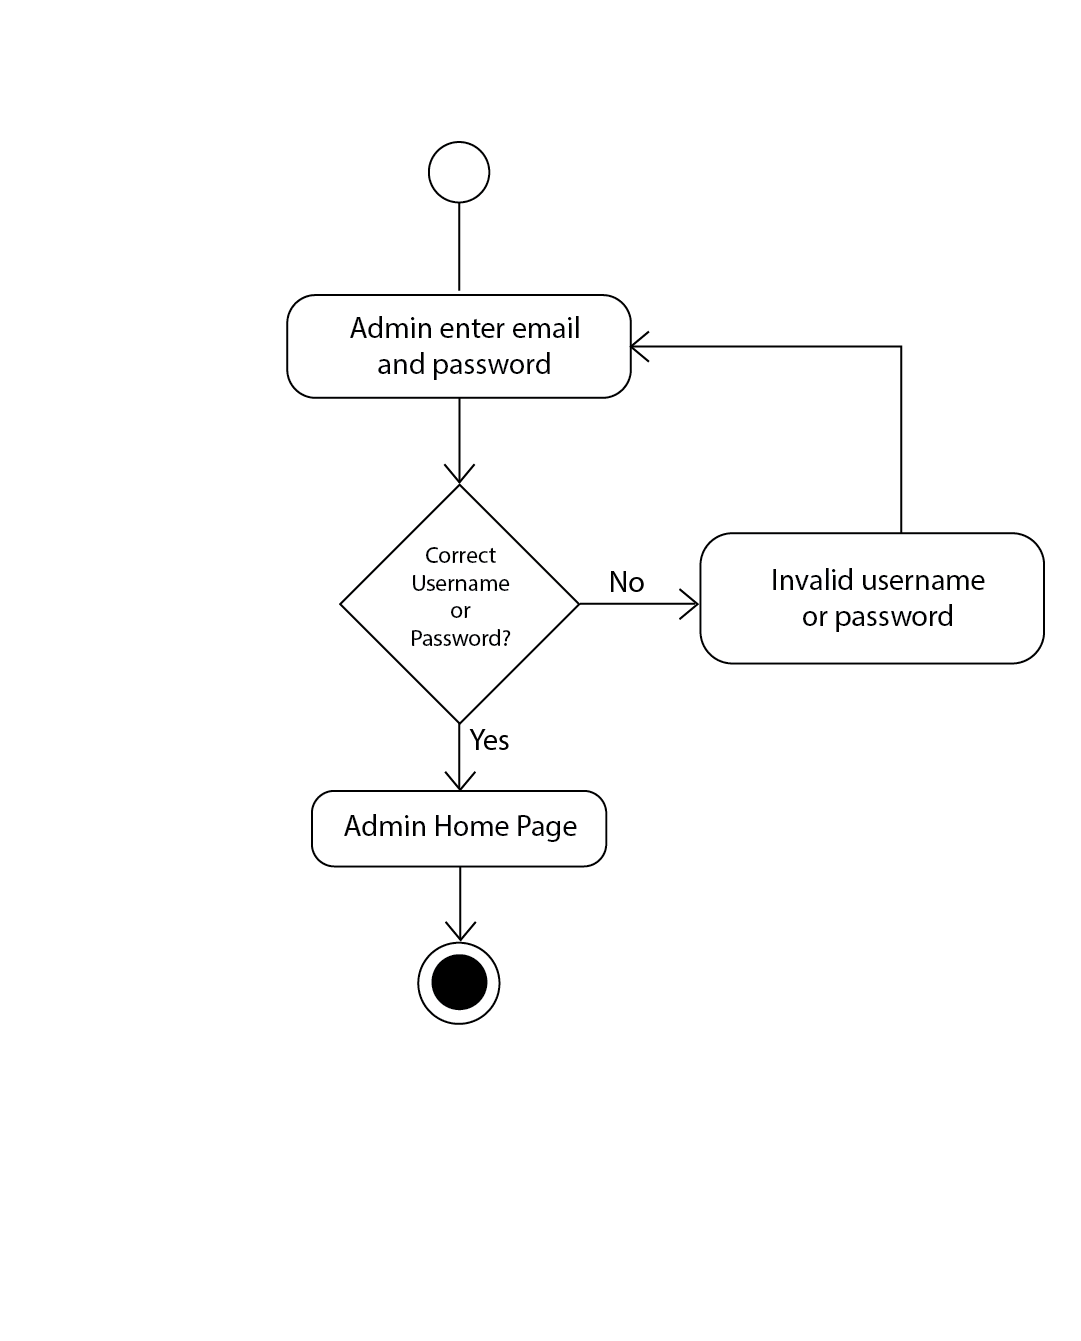 Admin enter email
and password
Correct
Username
or
Password?
No
Invalid username
or password
Yes
Admin Home Page